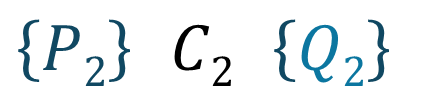 {P₂} C₂ {Q₂}